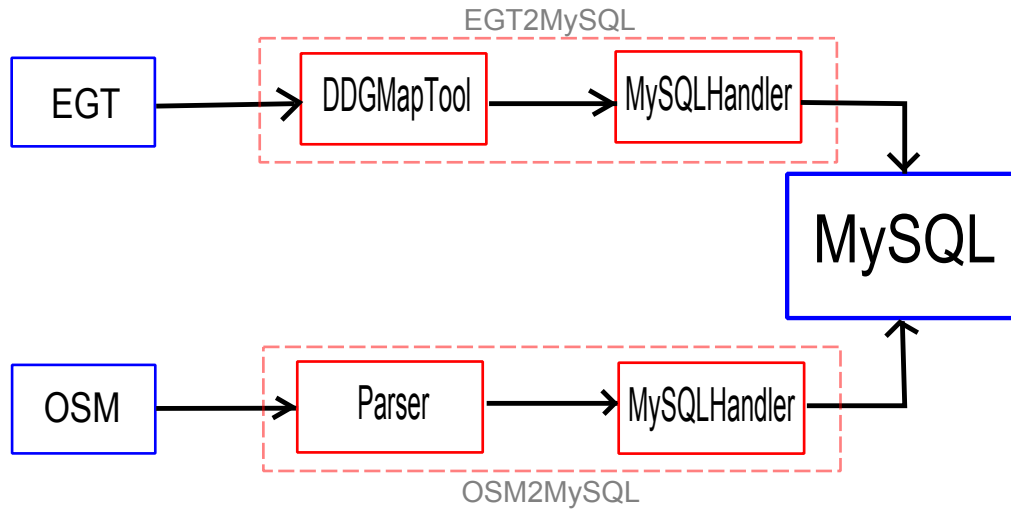 EGT2MySQL
EGT
DDGMapTool
MySQLHandler
MySQL
OSM
Parser
MySQLHandler
OSM2MySQL